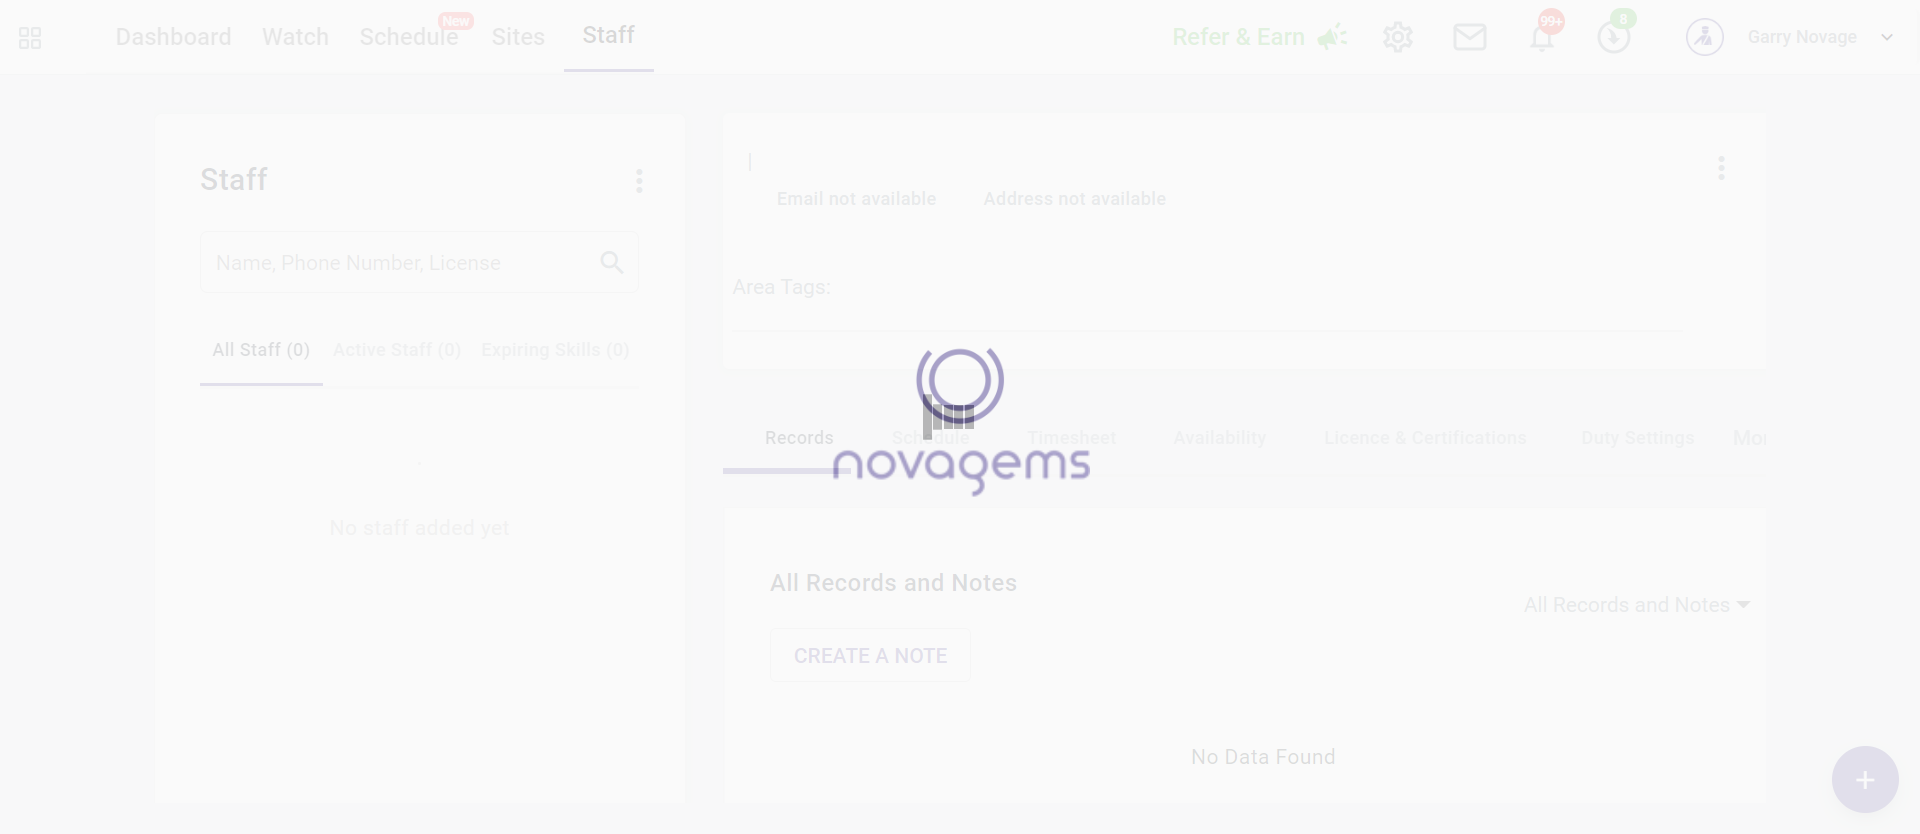 Dashboard Watch Schedule New Sites Staff Refer & Earn 99+ 8 Garry Novage
Staff
Name, Phone Number, License
All Staff (0) Active Staff (0) Expiring Skills (0)
No staff added yet
Email not available Address not available
Area Tags:
novagems
Records Schedule Timesheet Availability Licence & Certifications Duty Settings
All Records and Notes
All Records and Notes
CREATE A NOTE
No Data Found
+